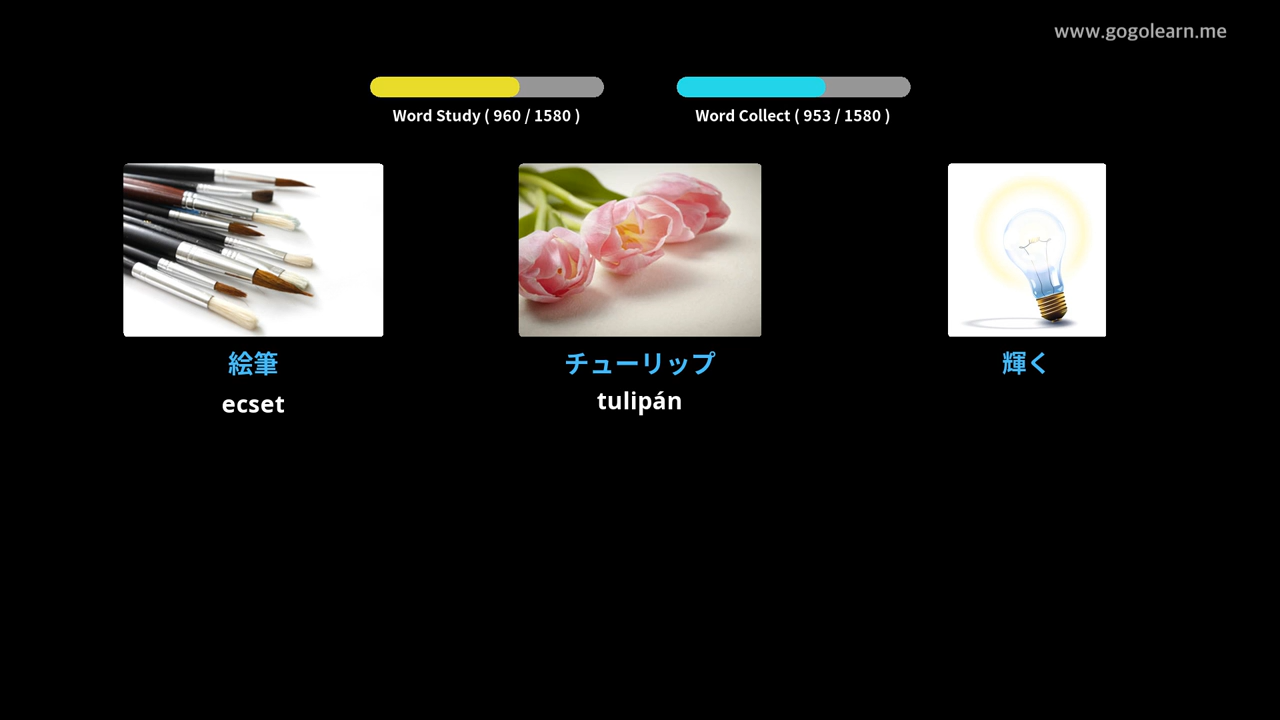 www.gogolearn.me
Word Study ( 960 / 1580 )
Word Collect ( 953 / 1580 )
絵筆
チューリップ
輝く
ecset
tulipán